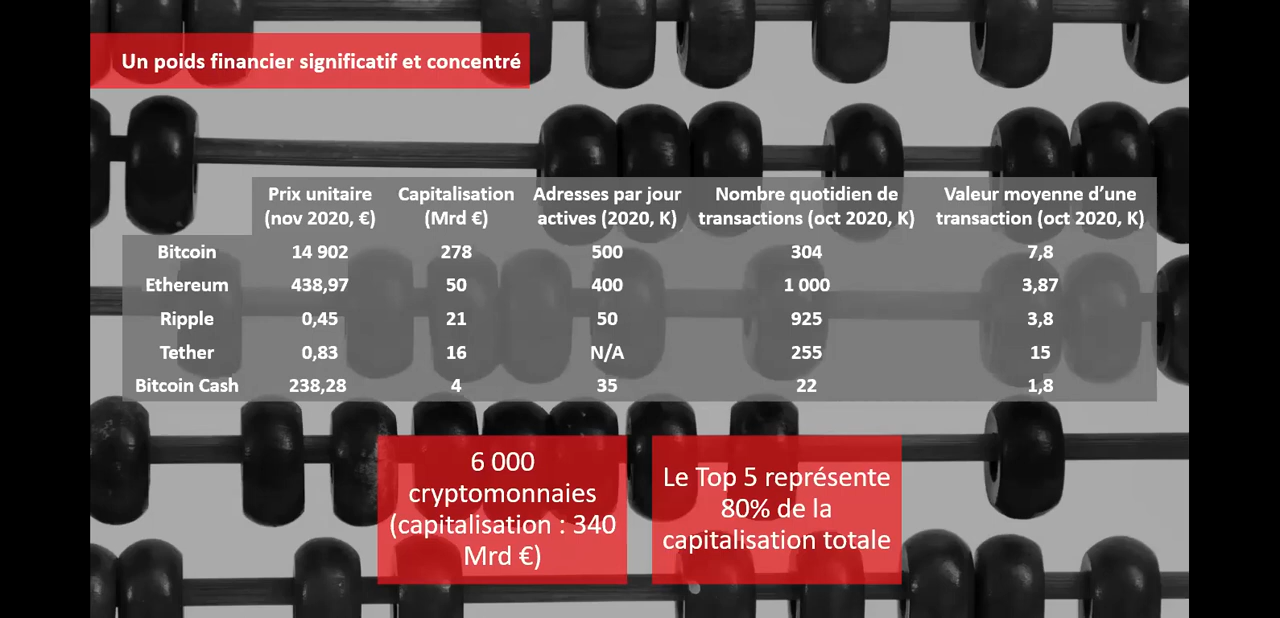 Un poids financier significatif et concentré
Prix unitaire (nov 2020, €) Capitalisation (Mrd €) Adresses par jour actives (2020, K) Nombre quotidien de transactions (oct 2020, K) Valeur moyenne d’une transaction (oct 2020, K)
Bitcoin 14 902 278 500 304 7,8
Ethereum 438,97 50 400 1 000 3,87
Ripple 0,45 21 50 925 3,8
Tether 0,83 16 N/A 255 15
Bitcoin Cash 238,28 4 35 22 1,8
6 000
cryptomonnaies
(capitalisation : 340
Mrd €)
Le Top 5 représente
80% de la
capitalisation totale